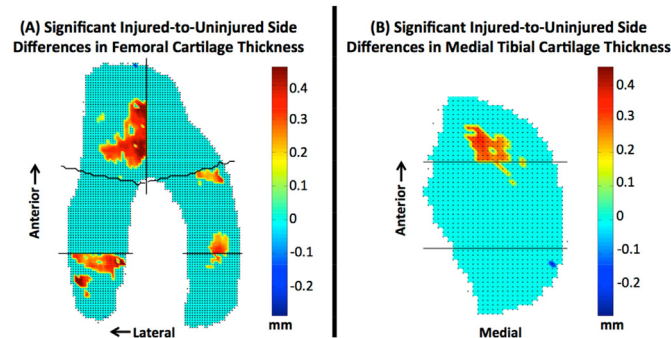 (A) Significant Injured-to-Uninjured Side
Differences in Femoral Cartilage Thickness
0.4
0.3
0.2
0.1
0
-0.1
-0.2
mm
Anterior →
← Lateral
(B) Significant Injured-to-Uninjured Side
Differences in Medial Tibial Cartilage Thickness
0.4
0.3
0.2
0.1
0
-0.1
-0.2
mm
Anterior →
Medial